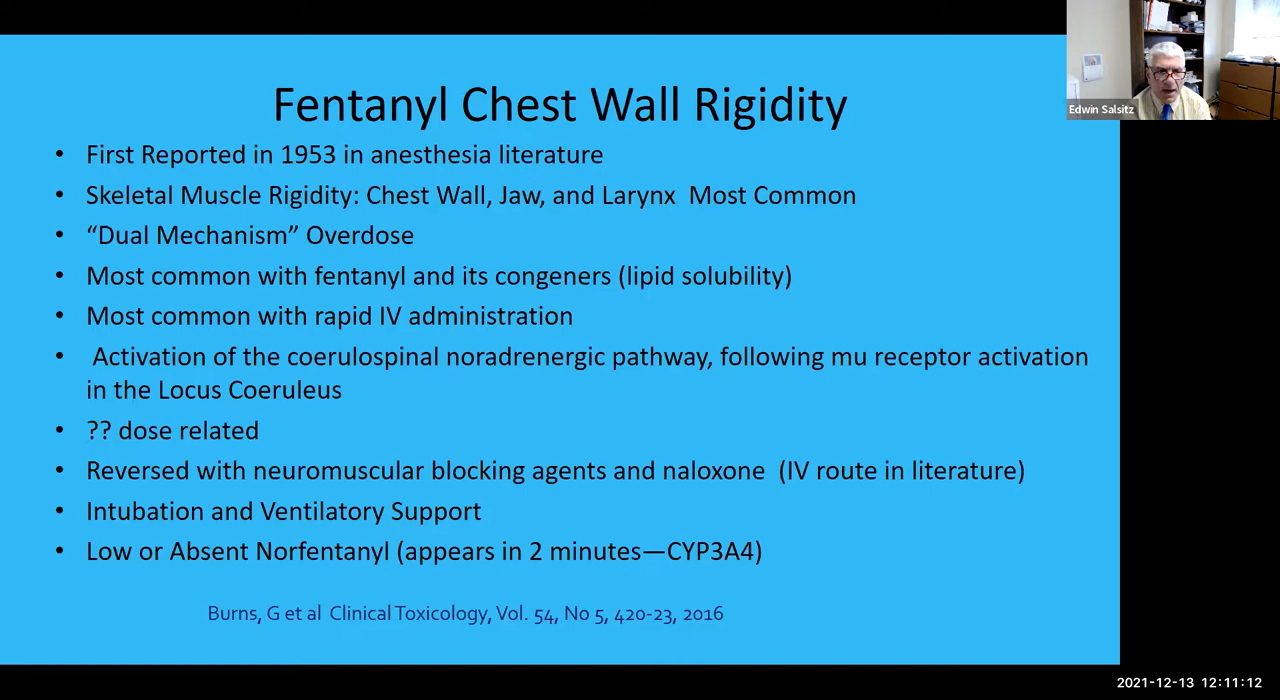 Fentanyl Chest Wall Rigidity
Edwin Salsitz
• First Reported in 1953 in anesthesia literature
• Skeletal Muscle Rigidity: Chest Wall, Jaw, and Larynx  Most Common
• “Dual Mechanism” Overdose
• Most common with fentanyl and its congeners (lipid solubility)
• Most common with rapid IV administration
• Activation of the coerulospinal noradrenergic pathway, following mu receptor activation
in the Locus Coeruleus
• ?? dose related
• Reversed with neuromuscular blocking agents and naloxone  (IV route in literature)
• Intubation and Ventilatory Support
• Low or Absent Norfentanyl (appears in 2 minutes—CYP3A4)
Burns, G et al  Clinical Toxicology, Vol. 54, No 5, 420-23, 2016
2021-12-13 12:11:12